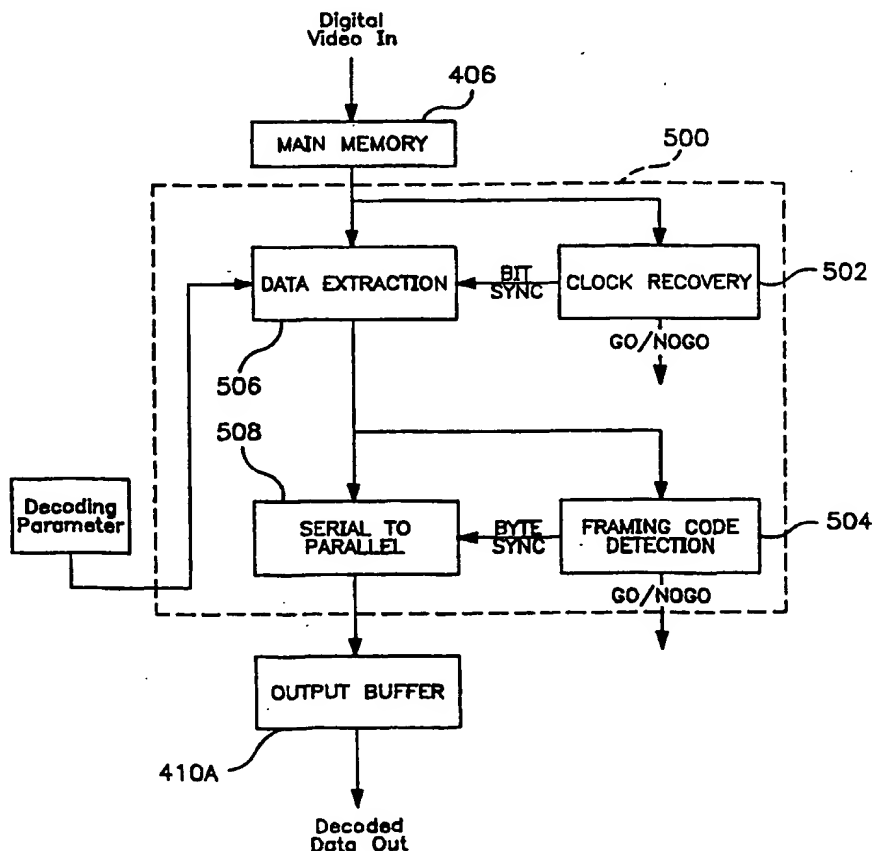 Digital
Video In
406
MAIN MEMORY
500
DATA EXTRACTION
BIT
SYNC
CLOCK RECOVERY
502
GO/NOGO
506
508
Decoding
Parameter
SERIAL TO
PARALLEL
BYTE
SYNC
FRAMING CODE
DETECTION
504
GO/NOGO
OUTPUT BUFFER
410A
Decoded
Data Out